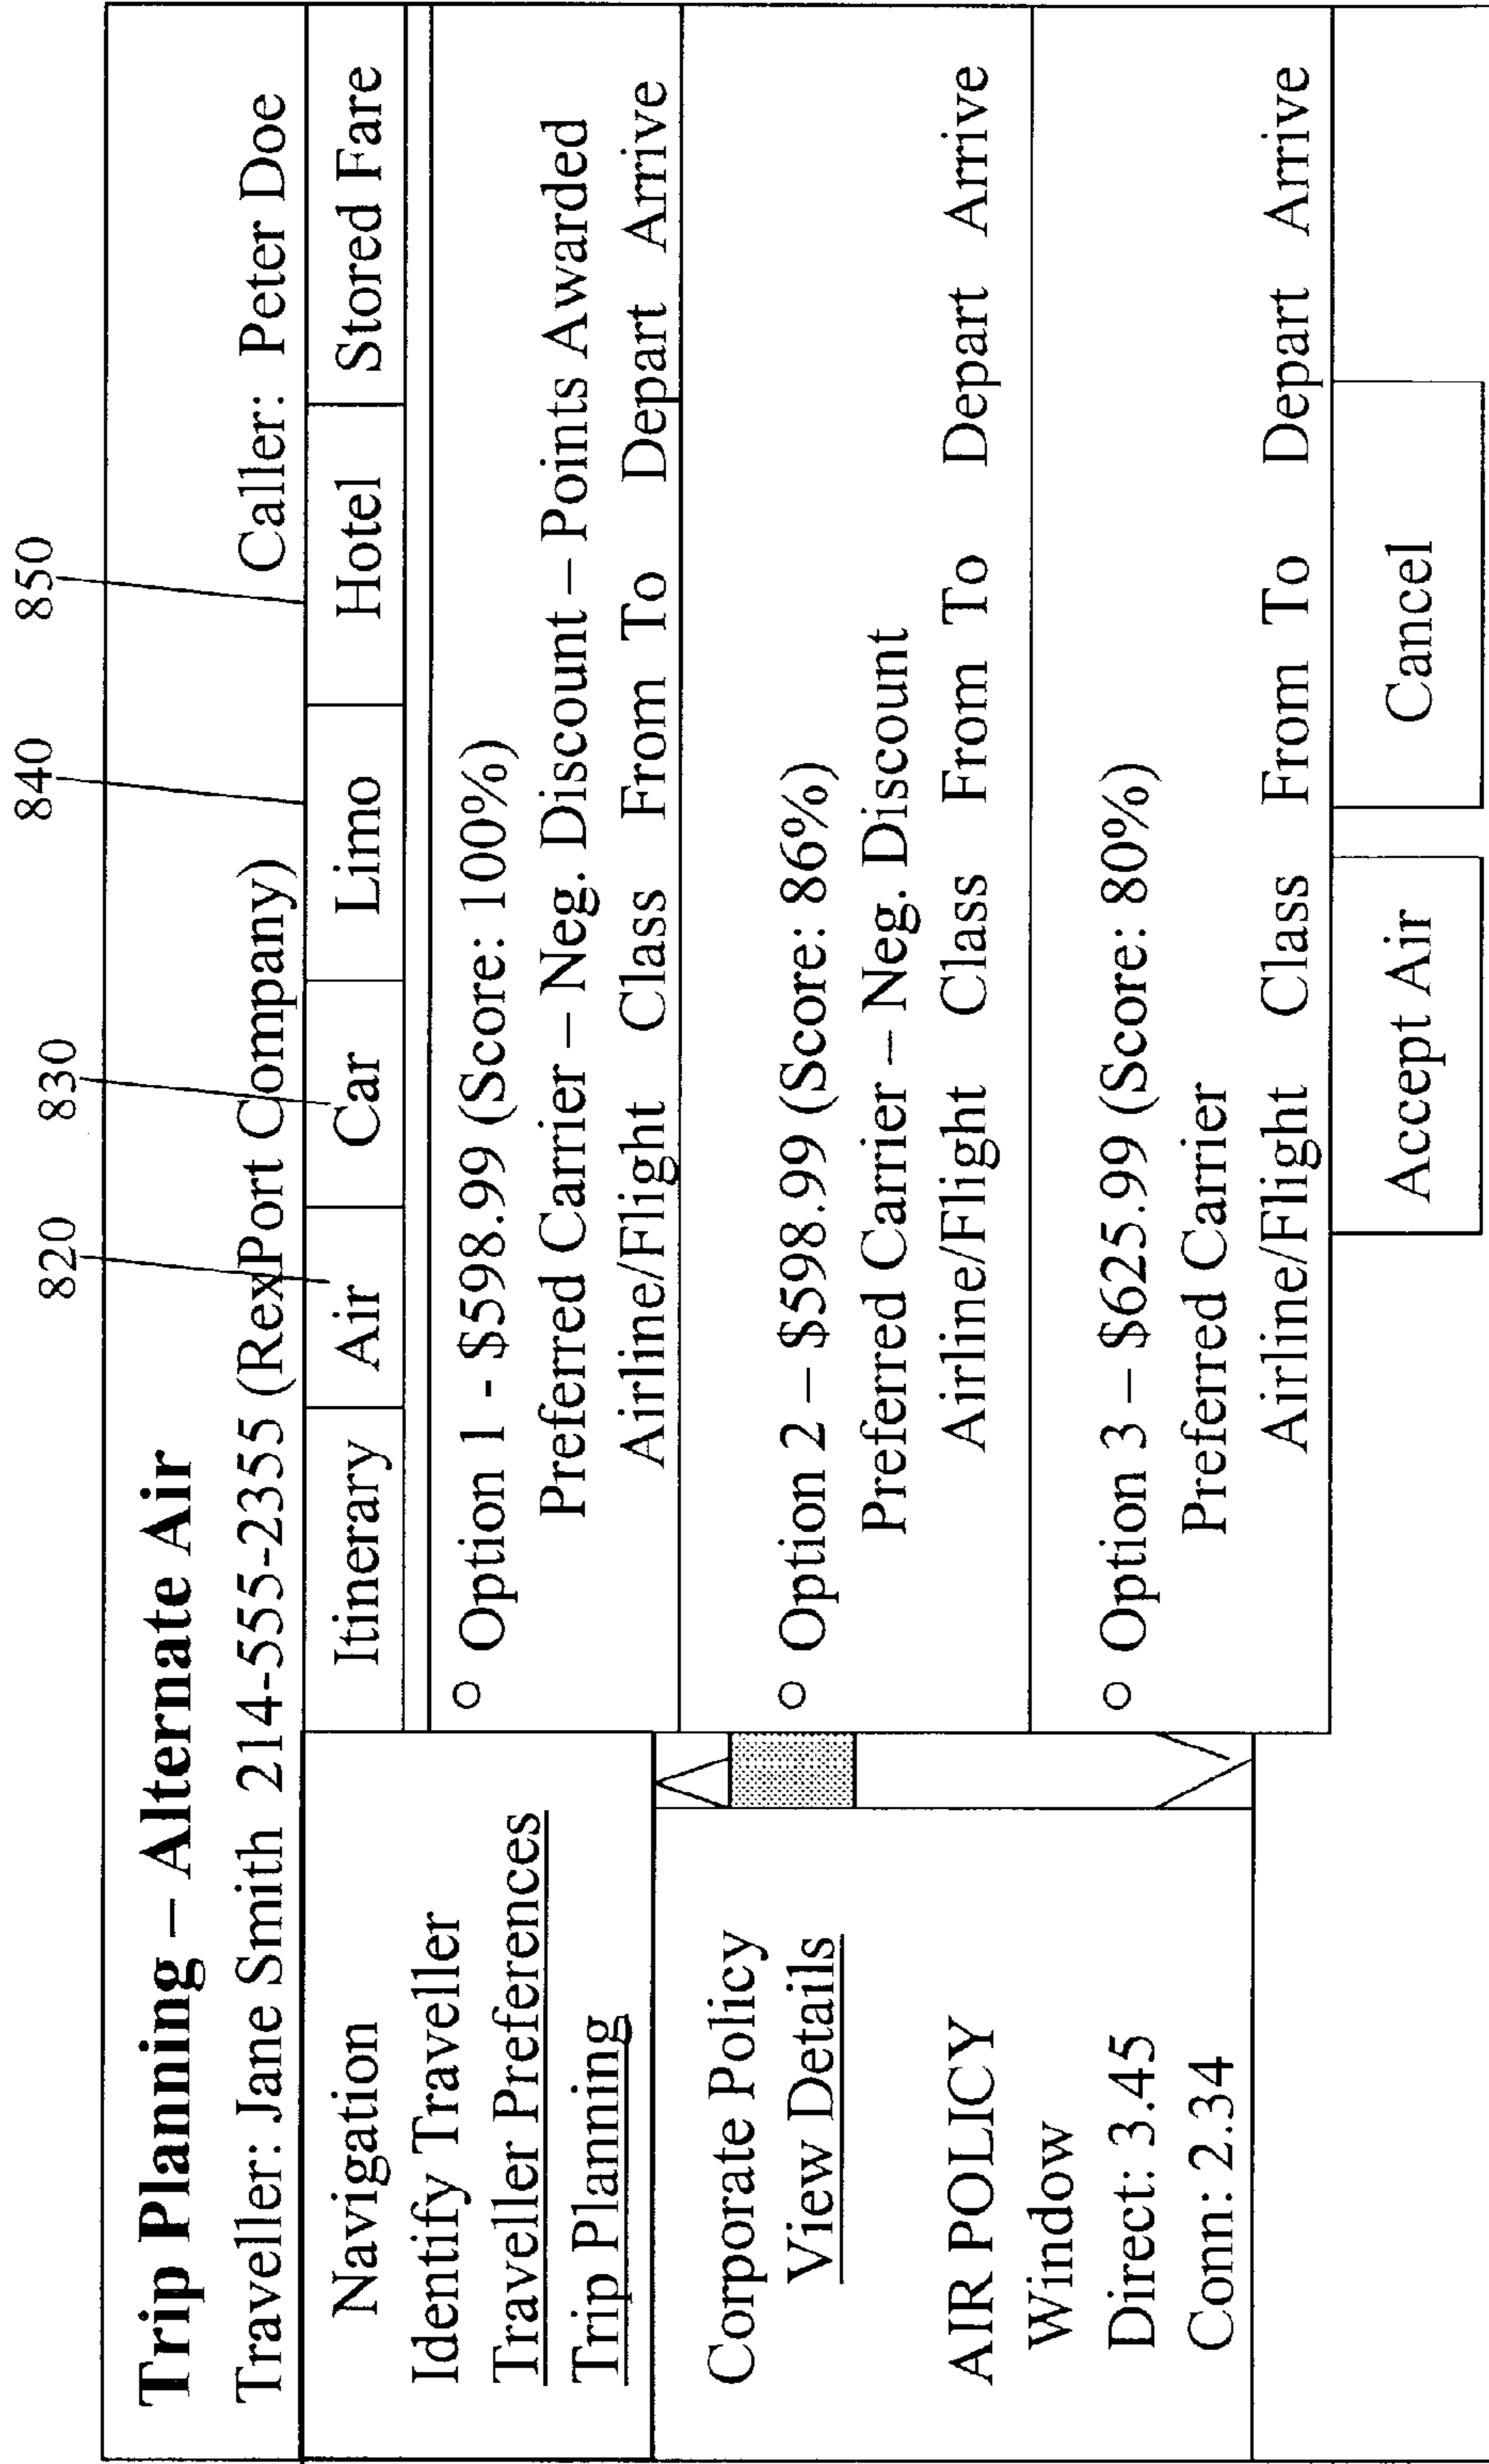 820 830 840 850
Trip Planning – Alternate Air
Traveller: Jane Smith 214-555-2355 (RexPort Company) Caller: Peter Doe
Itinerary Air Car Limo Hotel Stored Fare
Navigation
Identify Traveller
Traveller Preferences
Trip Planning
Corporate Policy
View Details
AIR POLICY
Window
Direct: 3.45
Conn: 2.34
Option 1 - $598.99 (Score: 100%)
Preferred Carrier – Neg. Discount – Points Awarded
Airline/Flight Class From To Depart Arrive
Option 2 – $598.99 (Score: 86%)
Preferred Carrier – Neg. Discount
Airline/Flight Class From To Depart Arrive
Option 3 – $625.99 (Score: 80%)
Preferred Carrier
Airline/Flight Class From To Depart Arrive
Accept Air Cancel